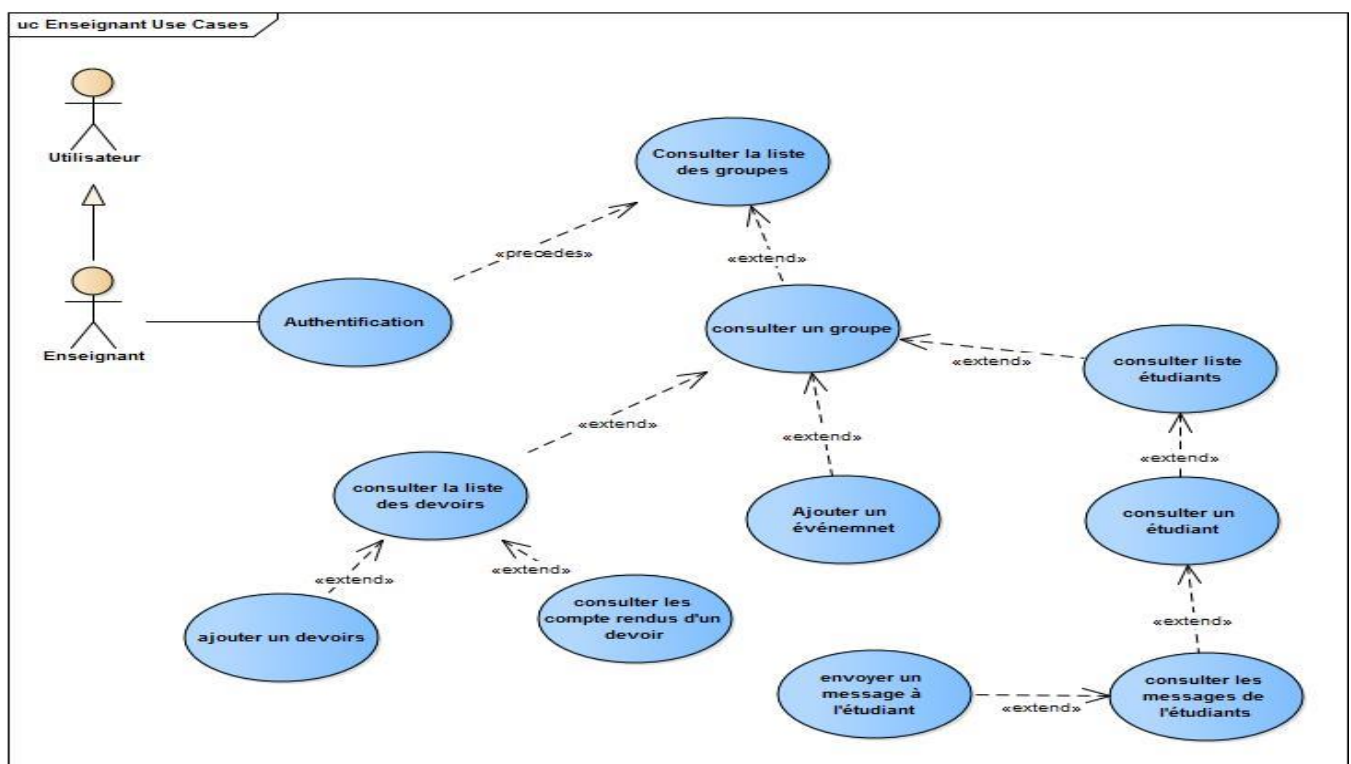 uc Enseignant Use Cases
Utilisateur
Consulter la liste
des groupes
«precedes»
«extend»
Authentification
consulter un groupe
Enseignant
«extend»
consulter liste
étudiants
«extend»
«extend»
«extend»
consulter la liste
des devoirs
Ajouter un
événemnet
consulter un
étudiant
«extend»
«extend»
ajouter un devoirs
consulter les
compte rendus d'un
devoir
«extend»
envoyer un
message à
l'étudiant
«extend»
consulter les
messages de
l'étudiants